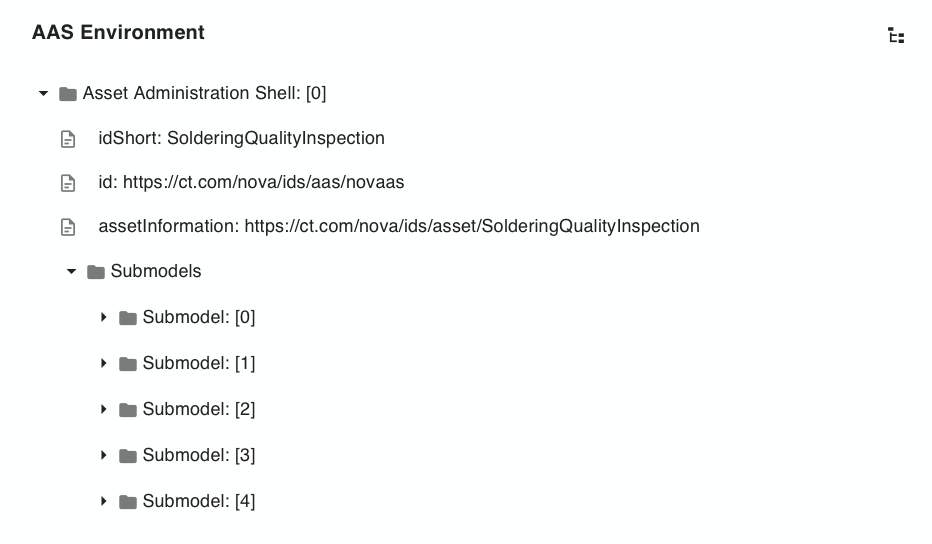 AAS Environment
Asset Administration Shell: [0]
idShort: SolderingQualityInspection
id: https://ct.com/nova/ids/aas/novaas
assetInformation: https://ct.com/nova/ids/asset/SolderingQualityInspection
Submodels
Submodel: [0]
Submodel: [1]
Submodel: [2]
Submodel: [3]
Submodel: [4]